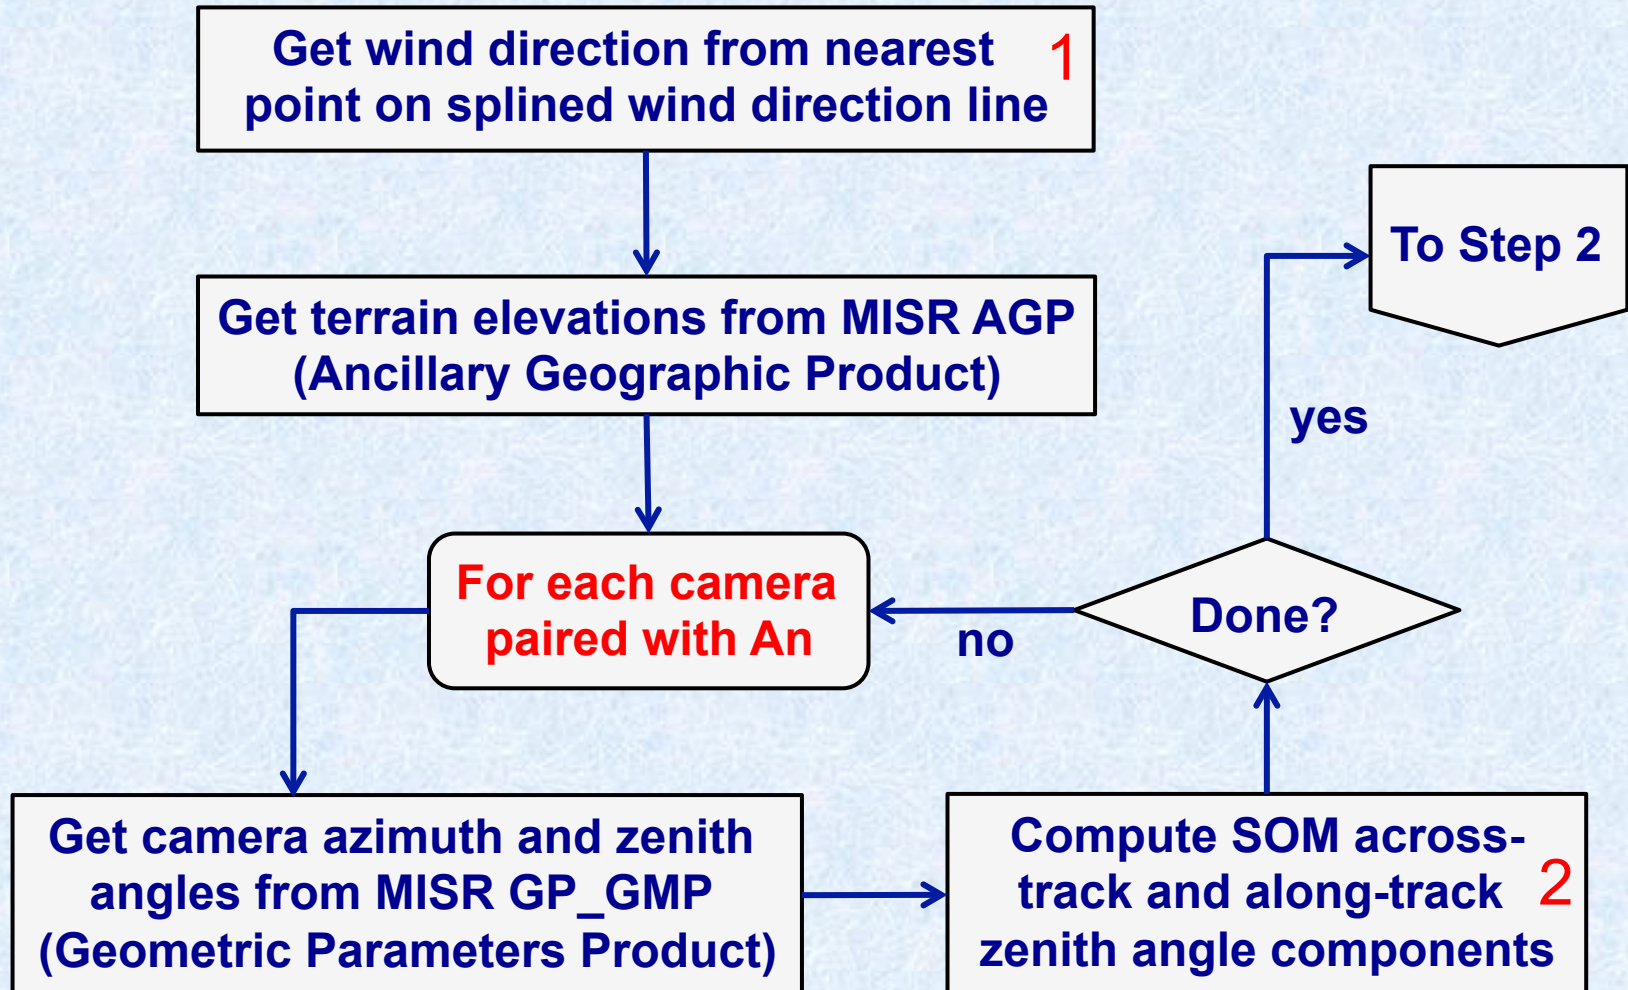 Get wind direction from nearest 1
point on splined wind direction line
Get terrain elevations from MISR AGP
(Ancillary Geographic Product)
For each camera
paired with An
Get camera azimuth and zenith
angles from MISR GP_GMP
(Geometric Parameters Product)
Compute SOM across-
track and along-track 2
zenith angle components
Done?
no
yes
To Step 2